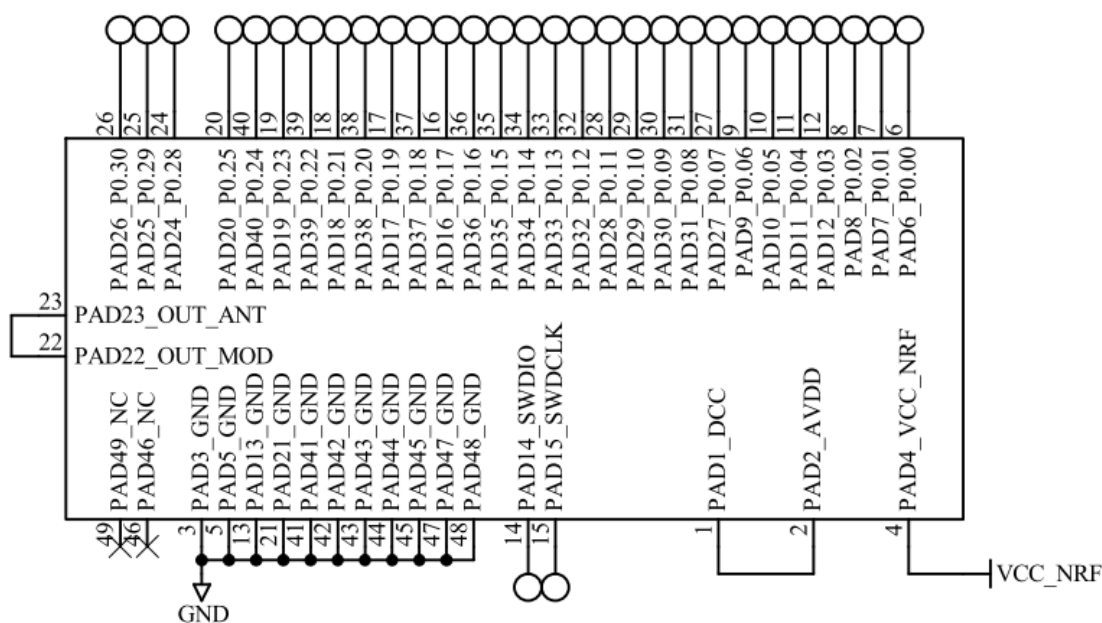 26 25 24 20 40 19 39 18 38 17 37 16 36 35 34 33 32 28 29 30 31 27 9 10 11 12 8 7 6
PAD26_P0.30
PAD25_P0.29
PAD24_P0.28
PAD20_P0.25
PAD40_P0.24
PAD19_P0.23
PAD39_P0.22
PAD18_P0.21
PAD38_P0.20
PAD17_P0.19
PAD37_P0.18
PAD16_P0.17
PAD36_P0.16
PAD35_P0.15
PAD34_P0.14
PAD33_P0.13
PAD32_P0.12
PAD28_P0.11
PAD29_P0.10
PAD30_P0.09
PAD31_P0.08
PAD27_P0.07
PAD9_P0.06
PAD10_P0.05
PAD11_P0.04
PAD12_P0.03
PAD8_P0.02
PAD7_P0.01
PAD6_P0.00
23 PAD23_OUT_ANT
22 PAD22_OUT_MOD
PAD49_NC
PAD46_NC
PAD3_GND
PAD5_GND
PAD13_GND
PAD21_GND
PAD41_GND
PAD42_GND
PAD43_GND
PAD44_GND
PAD45_GND
PAD47_GND
PAD48_GND
PAD14_SWDIO
PAD15_SWDCLK
PAD1_DCC
PAD2_AVDD
PAD4_VCC_NRF
49 46 3 5 13 21 41 42 43 44 45 47 48 14 15 1 2 4
VCC_NRF
GND